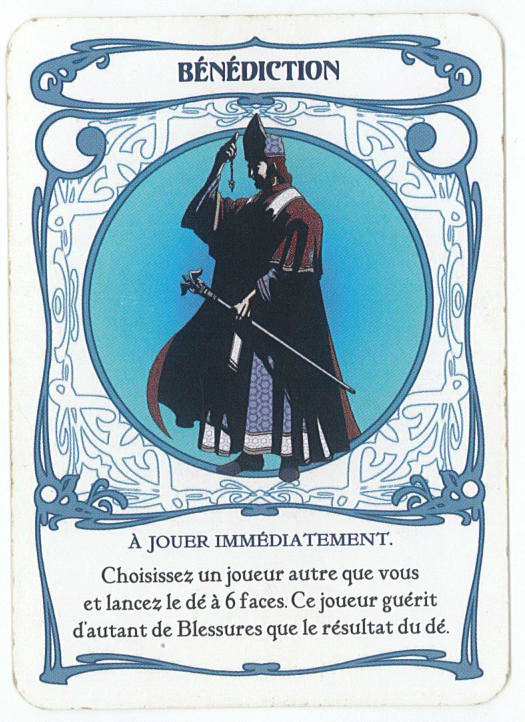 BÉNÉDICTION
À JOUER IMMÉDIATEMENT.
Choisissez un joueur autre que vous
et lancez le dé à 6 faces. Ce joueur guérit
d'autant de Blessures que le résultat du dé.